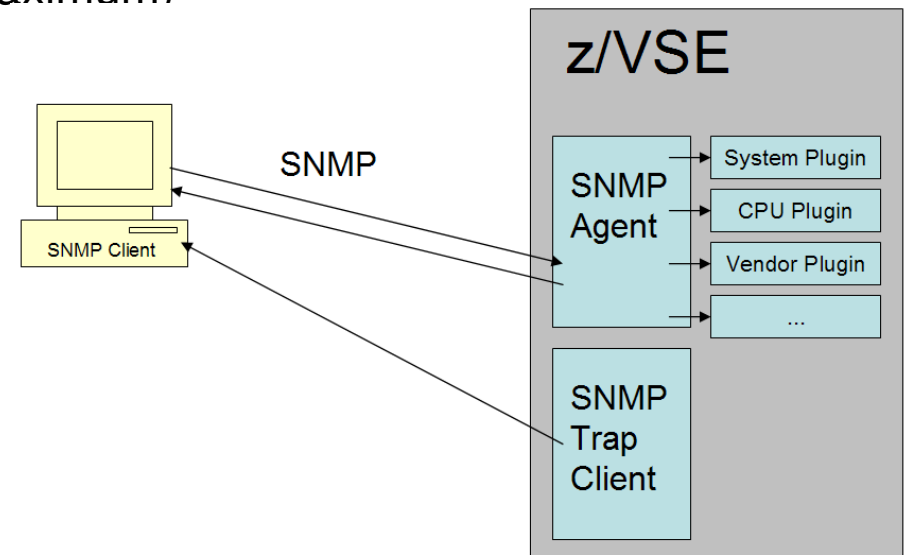 z/VSE
SNMP
SNMP Client
SNMP
Agent
System Plugin
CPU Plugin
Vendor Plugin
...
SNMP
Trap
Client